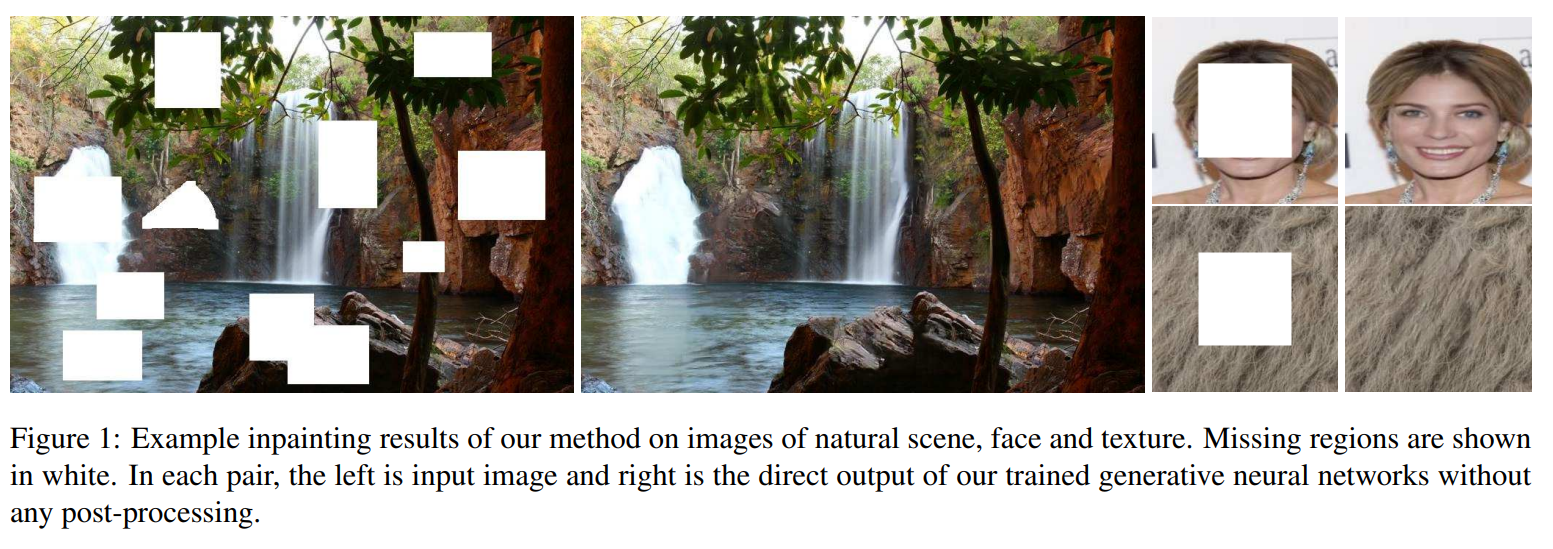 a
a
Figure 1: Example inpainting results of our method on images of natural scene, face and texture. Missing regions are shown
in white. In each pair, the left is input image and right is the direct output of our trained generative neural networks without
any post-processing.